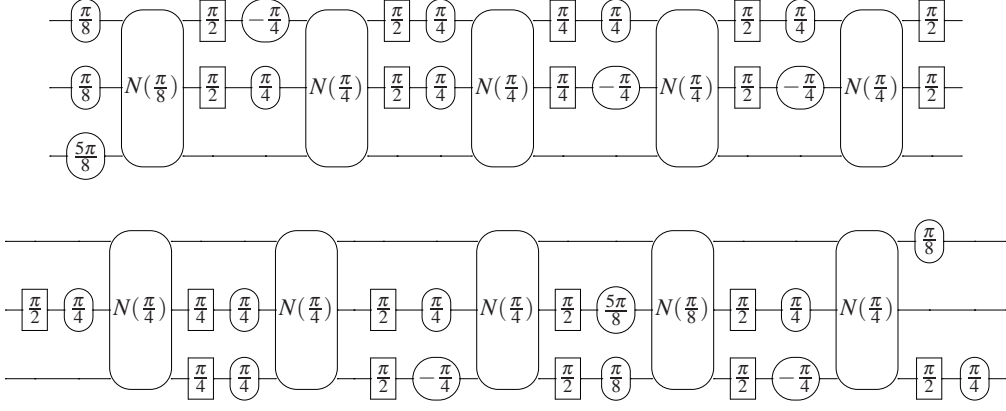 π/8 π/2 −π/4 π/2 π/4 π/4 π/4 π/2 π/4 π/2
π/8 N(π/8) π/2 π/4 N(π/4) π/2 π/4 N(π/4) π/4 −π/4 N(π/4) π/2 −π/4 N(π/4) π/2
5π/8
π/8
π/2 π/4 N(π/4) π/4 π/4 N(π/4) π/2 π/4 N(π/4) π/2 5π/8 N(π/8) π/2 π/4 N(π/4)
π/4 π/4 π/2 −π/4 π/2 π/8 π/2 −π/4 π/2 π/4